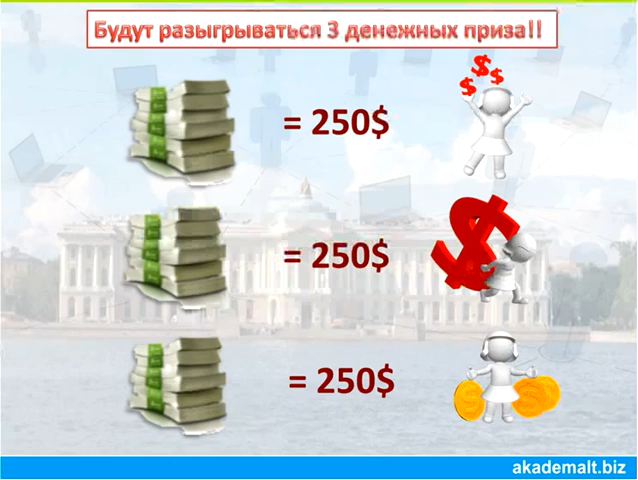 Будут разыгрываться 3 денежных приза!!
= 250$
= 250$
= 250$
akademalt.biz